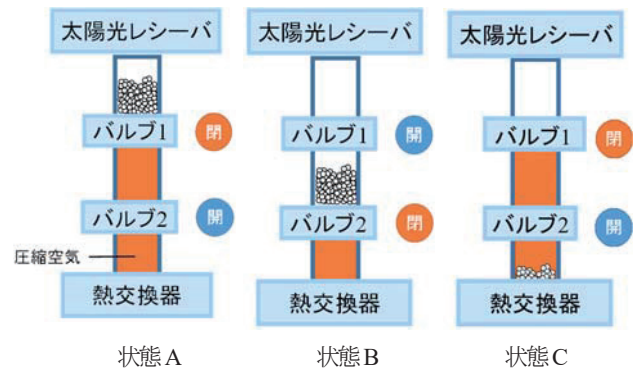 太陽光レシーバ
バルブ1
閉
バルブ2
開
圧縮空気
熱交換器
状態A
太陽光レシーバ
バルブ1
開
バルブ2
閉
熱交換器
状態B
太陽光レシーバ
バルブ1
閉
バルブ2
開
熱交換器
状態C